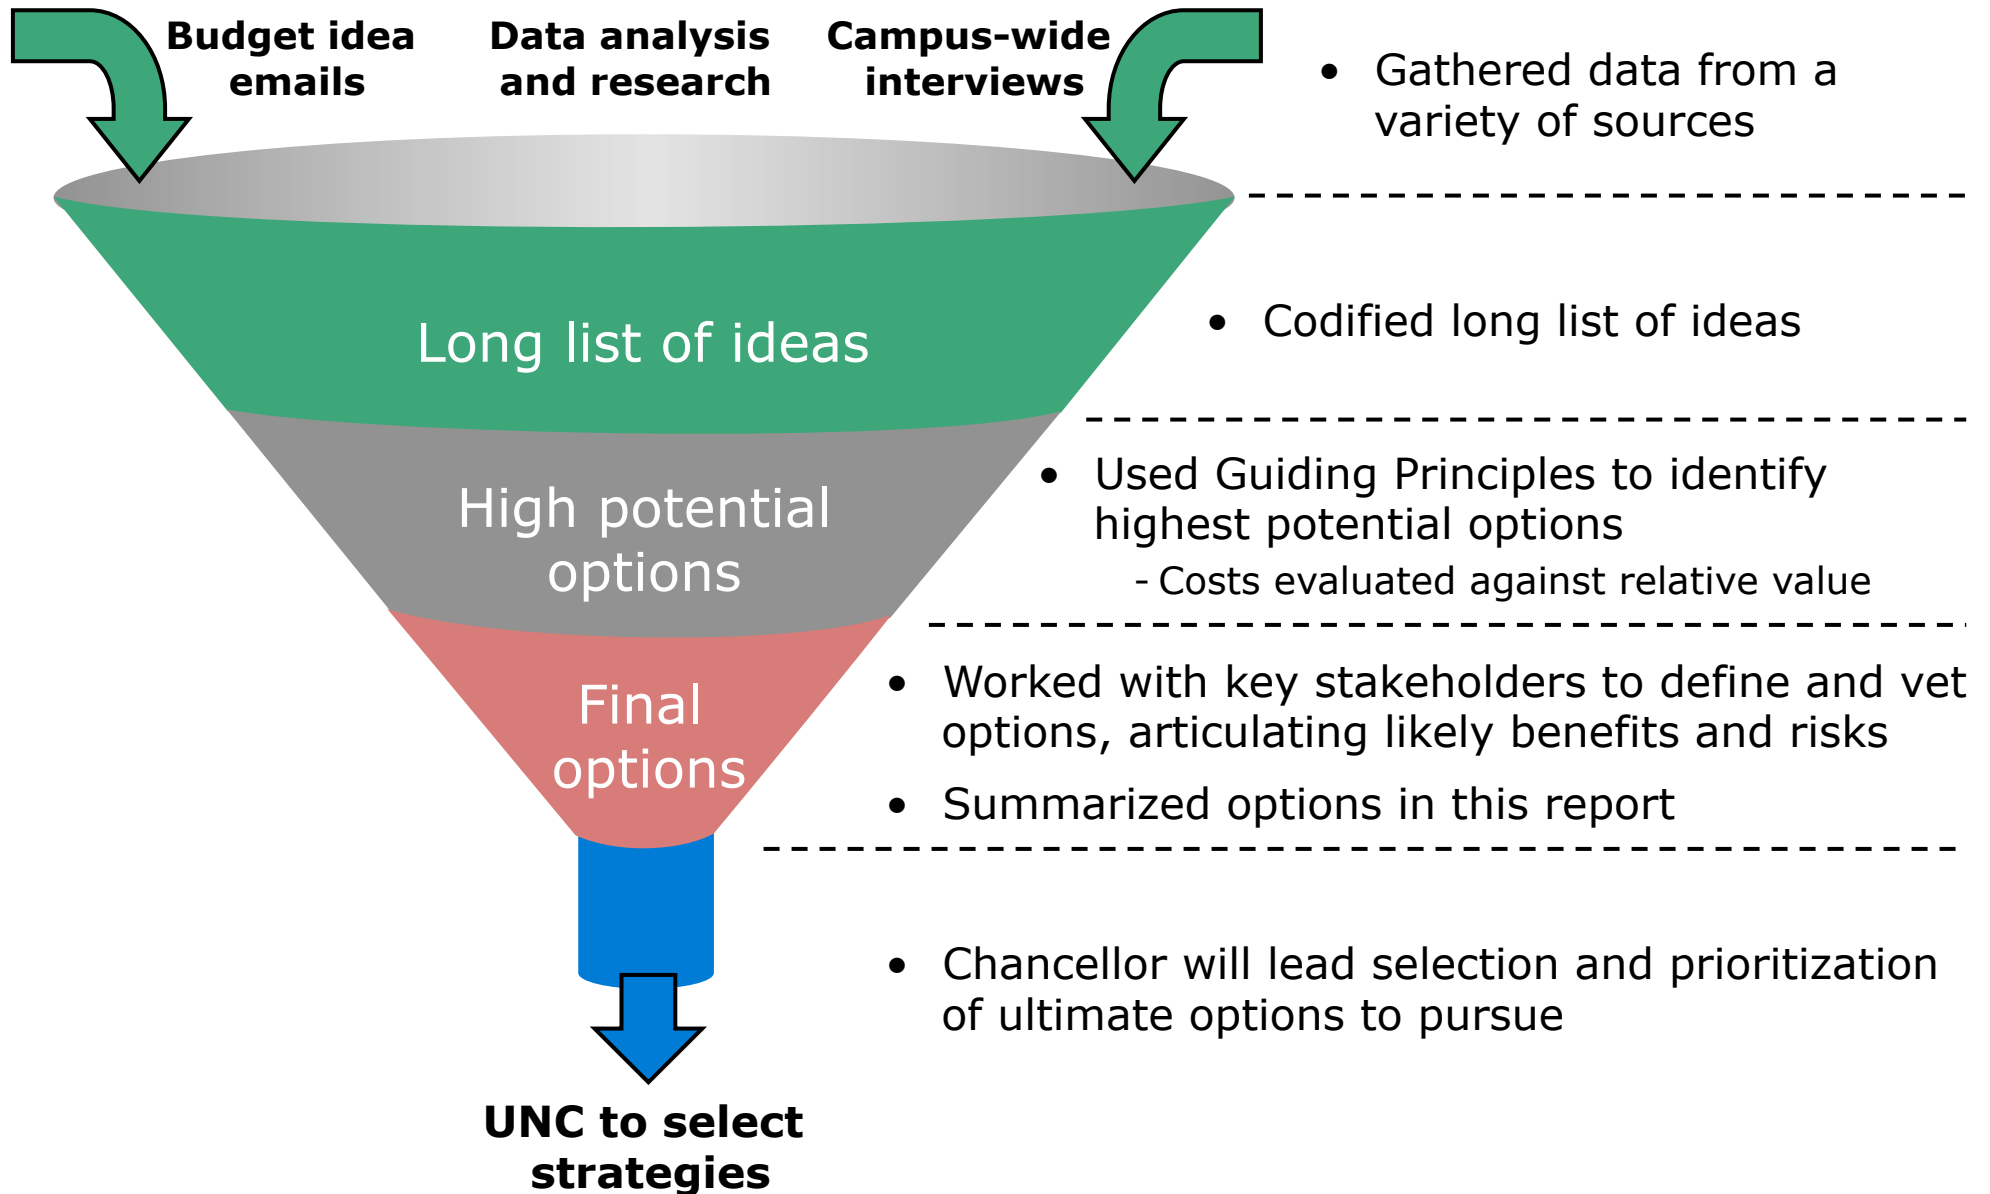 Budget idea
emails
Data analysis
and research
Campus-wide
interviews
• Gathered data from a
variety of sources
Long list of ideas
• Codified long list of ideas
High potential
options
• Used Guiding Principles to identify
highest potential options
- Costs evaluated against relative value
Final
options
• Worked with key stakeholders to define and vet
options, articulating likely benefits and risks
• Summarized options in this report
• Chancellor will lead selection and prioritization
of ultimate options to pursue
UNC to select
strategies